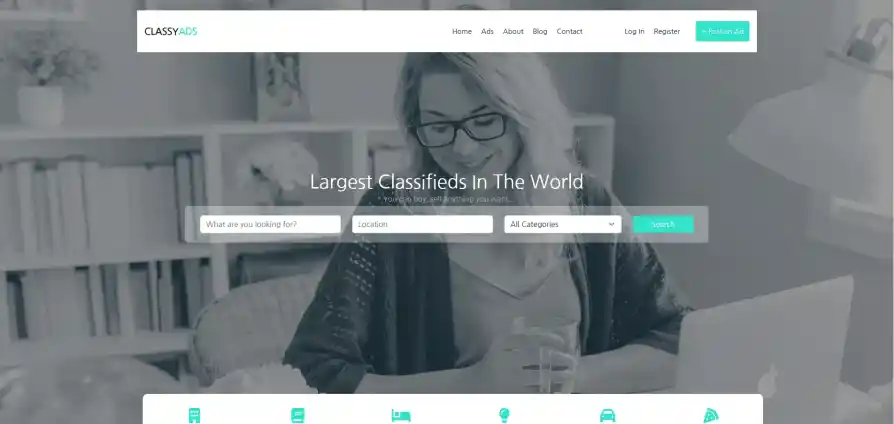 CLASSYADS
Home Ads About Blog Contact Log In Register + Post an Ad
Largest Classifieds In The World
You can buy, sell anything you want.
What are you looking for? Location All Categories Search